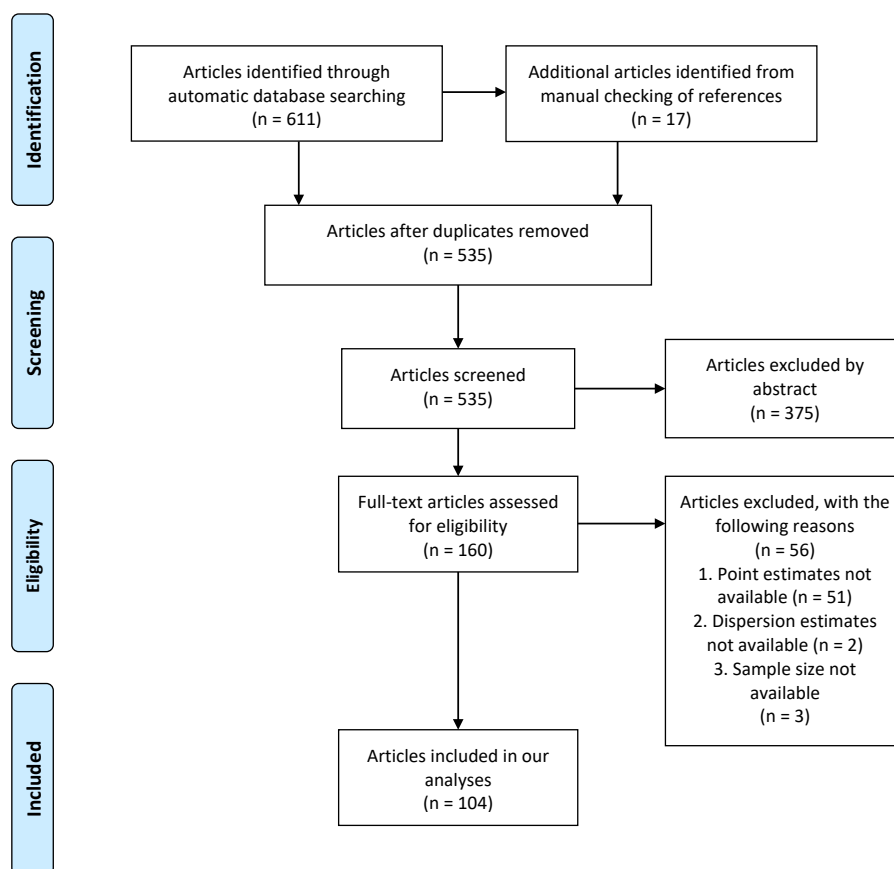 Identification
Articles identified through
automatic database searching
(n = 611)
Additional articles identified from
manual checking of references
(n = 17)
Articles after duplicates removed
(n = 535)
Screening
Articles screened
(n = 535)
Articles excluded by
abstract
(n = 375)
Eligibility
Full-text articles assessed
for eligibility
(n = 160)
Articles excluded, with the
following reasons
(n = 56)
1. Point estimates not
available (n = 51)
2. Dispersion estimates
not available (n = 2)
3. Sample size not
available
(n = 3)
Included
Articles included in our
analyses
(n = 104)